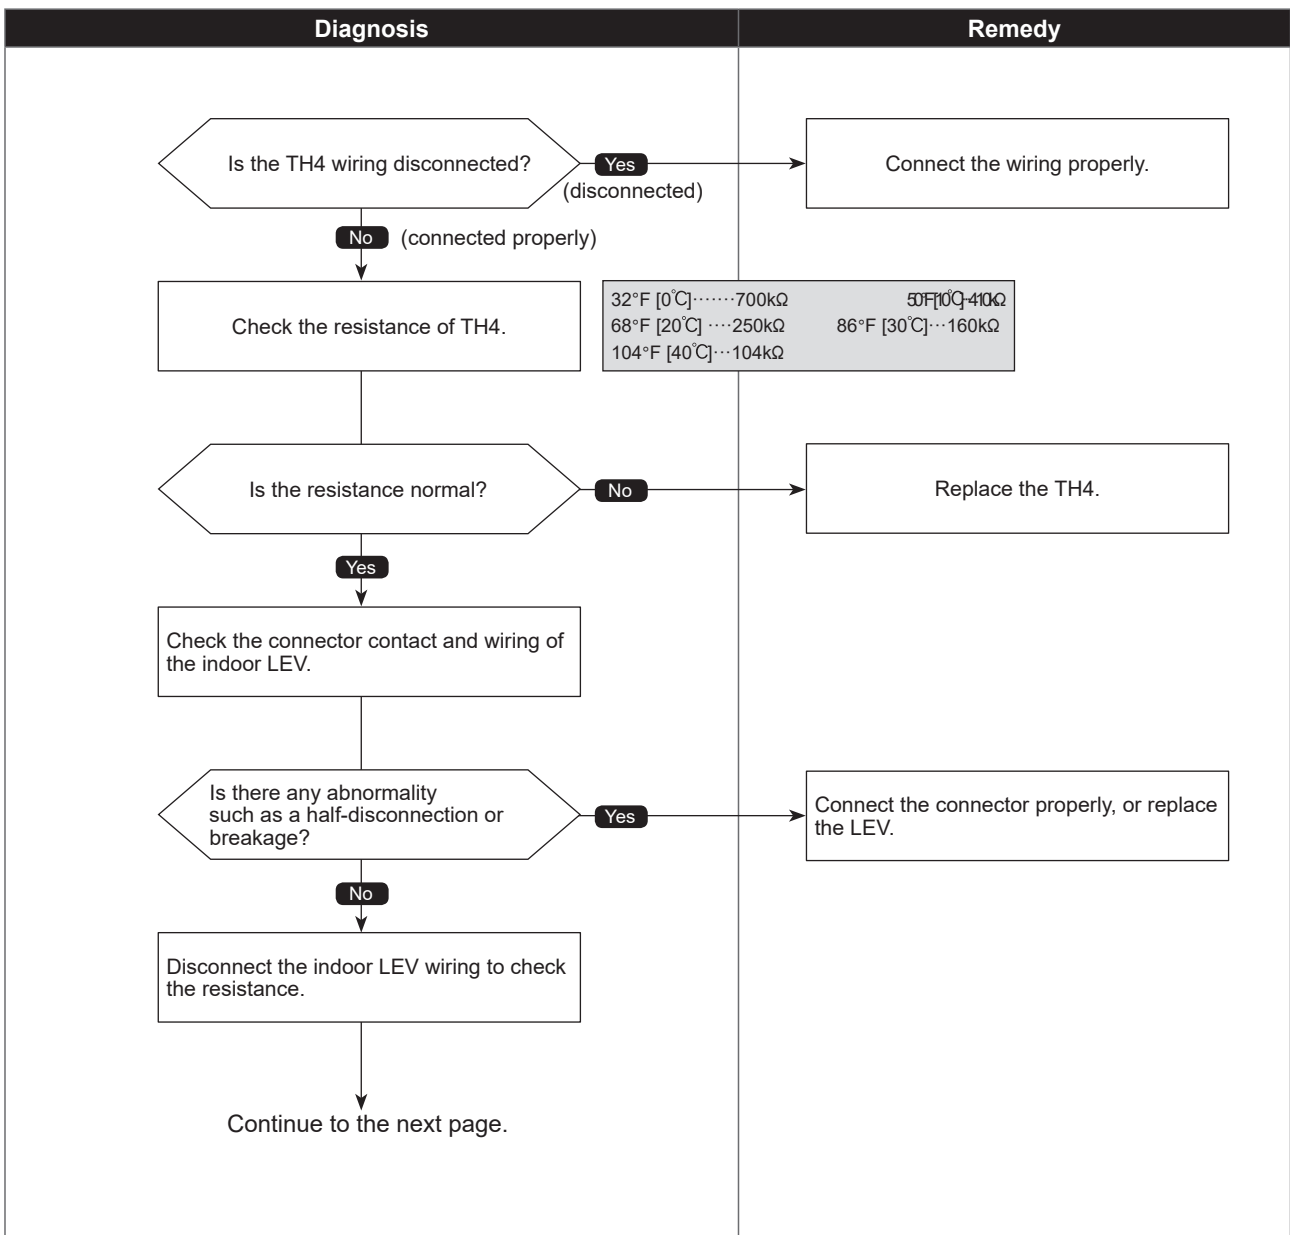 Diagnosis
Remedy
Is the TH4 wiring disconnected?
Yes
(disconnected)
Connect the wiring properly.
No (connected properly)
Check the resistance of TH4.
32°F [0℃]·······700kΩ 50°F[10℃]···410kΩ
68°F [20℃] ····250kΩ 86°F [30℃]···160kΩ
104°F [40℃]···104kΩ
Is the resistance normal?
No
Replace the TH4.
Yes
Check the connector contact and wiring of
the indoor LEV.
Is there any abnormality
such as a half-disconnection or
breakage?
Yes
Connect the connector properly, or replace
the LEV.
No
Disconnect the indoor LEV wiring to check
the resistance.
Continue to the next page.